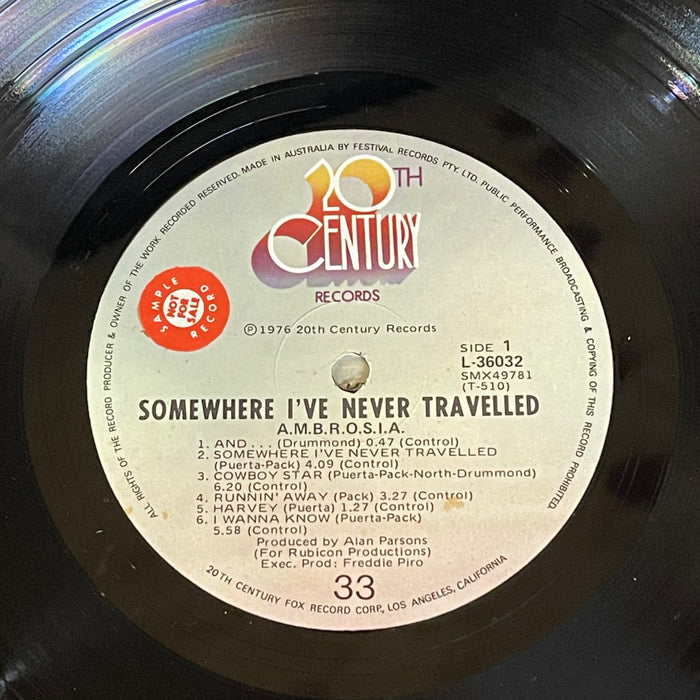 ALL RIGHTS OF THE RECORD PRODUCER & OWNER OF THE WORK RECORDED RESERVED. MADE IN AUSTRALIA BY FESTIVAL RECORDS PTY. LTD. PUBLIC PERFORMANCE BROADCASTING & COPYING OF THIS RECORD PROHIBITED.
20TH
CENTURY
RECORDS
SAMPLE
NOT
FOR
SALE
RECORD
Ⓟ1976 20th Century Records
SIDE 1
L-36032
SMX49781
(T-510)
SOMEWHERE I'VE NEVER TRAVELLED
A.M.B.R.O.S.I.A.
1. AND . . . (Drummond) 0.47 (Control)
2. SOMEWHERE I'VE NEVER TRAVELLED
(Puerta-Pack) 4.09 (Control)
3. COWBOY STAR (Puerta-Pack-North-Drummond)
6.20 (Control)
4. RUNNIN' AWAY (Pack) 3.27 (Control)
5. HARVEY (Puerta) 1.27 (Control)
6. I WANNA KNOW (Puerta-Pack)
5.58 (Control)
Produced by Alan Parsons
(For Rubicon Productions)
Exec. Prod: Freddie Piro
33
20TH CENTURY FOX RECORD CORP., LOS ANGELES, CALIFORNIA